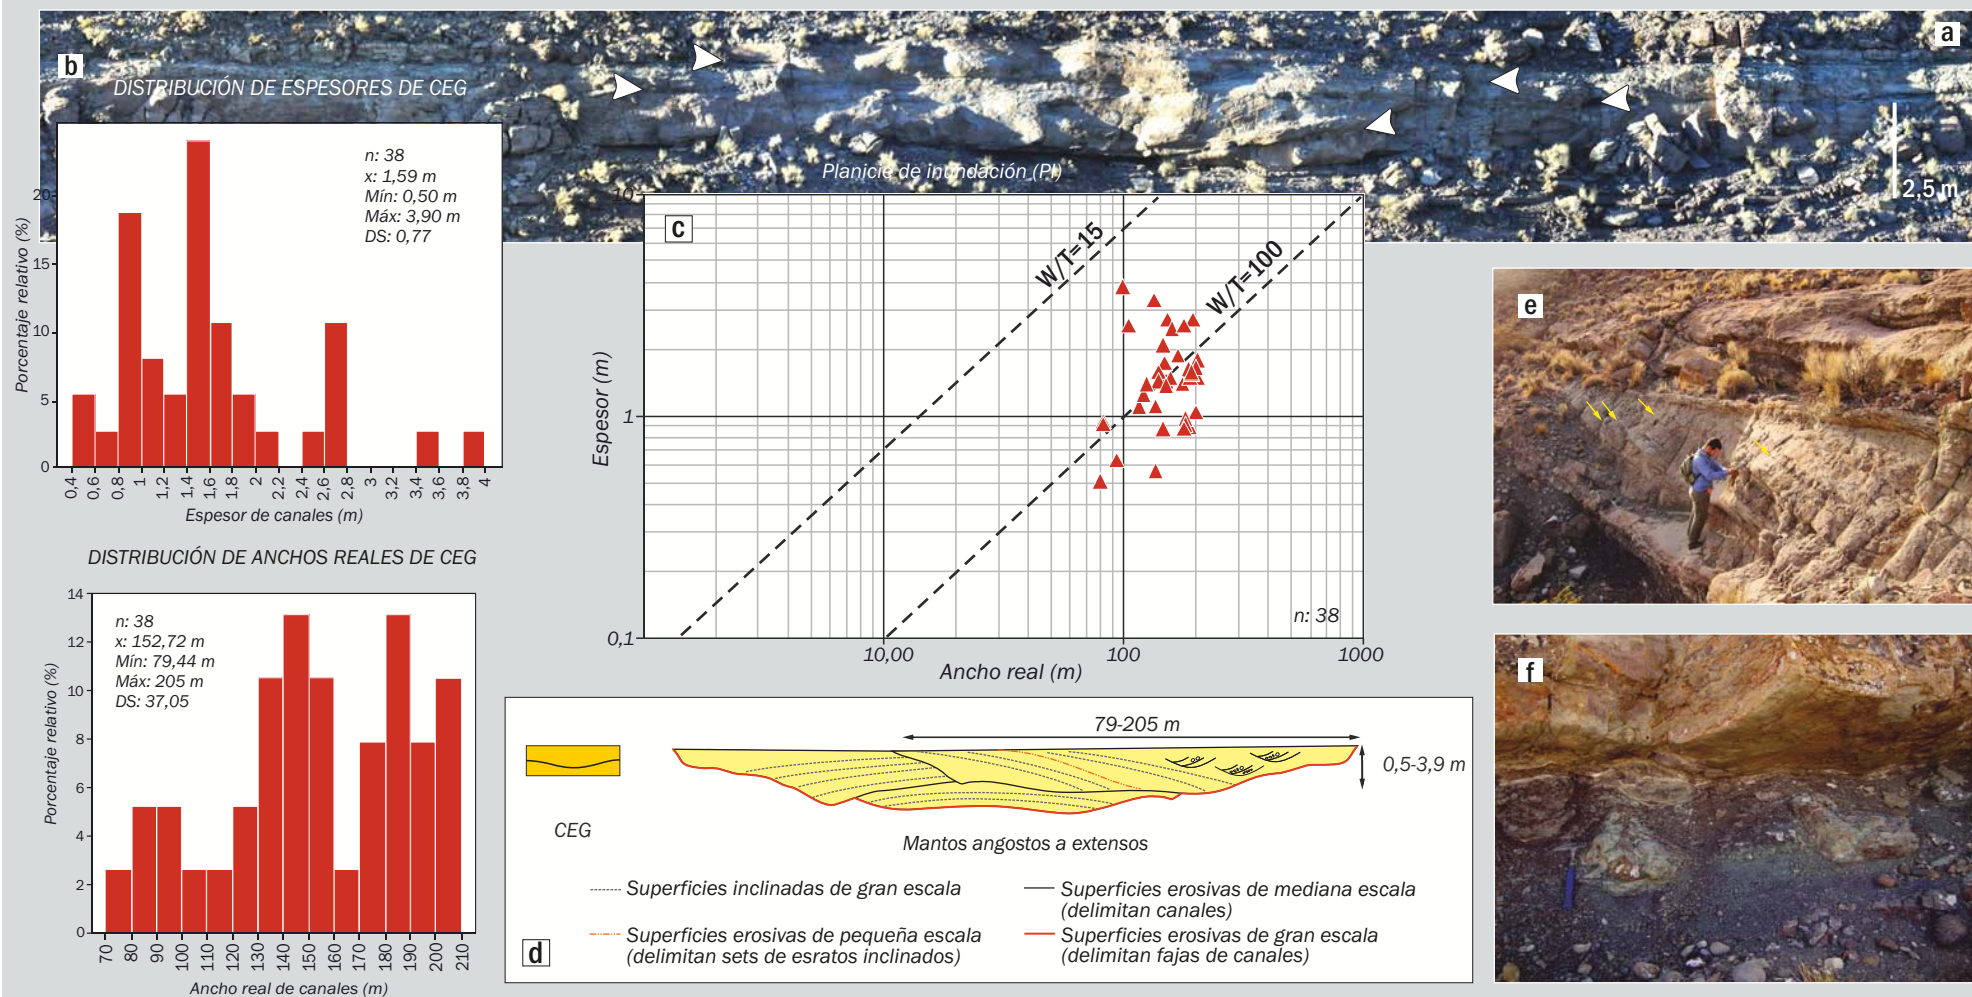 a
b
DISTRIBUCIÓN DE ESPESORES DE CEG
n: 38
x: 1,59 m
Mín: 0,50 m
Máx: 3,90 m
DS: 0,77
Porcentaje relativo (%)
20
15
10
5
0
0,4 0,6 0,8 1 1,2 1,4 1,6 1,8 2 2,2 2,4 2,6 2,8 3 3,2 3,4 3,6 3,8 4
Espesor de canales (m)
DISTRIBUCIÓN DE ANCHOS REALES DE CEG
n: 38
x: 152,72 m
Mín: 79,44 m
Máx: 205 m
DS: 37,05
Porcentaje relativo (%)
14
12
10
8
6
4
2
0
70 80 90 100 110 120 130 140 150 160 170 180 190 200 210
Ancho real de canales (m)
Planicie de inundación (PI)
2,5 m
c
W/T=15
W/T=100
Espesor (m)
10
1
0,1
n: 38
10,00 100 1000
Ancho real (m)
79-205 m
0,5-3,9 m
CEG
Mantos angostos a extensos
Superficies inclinadas de gran escala
Superficies erosivas de pequeña escala
(delimitan sets de esratos inclinados)
Superficies erosivas de mediana escala
(delimitan canales)
Superficies erosivas de gran escala
(delimitan fajas de canales)
d
e
f